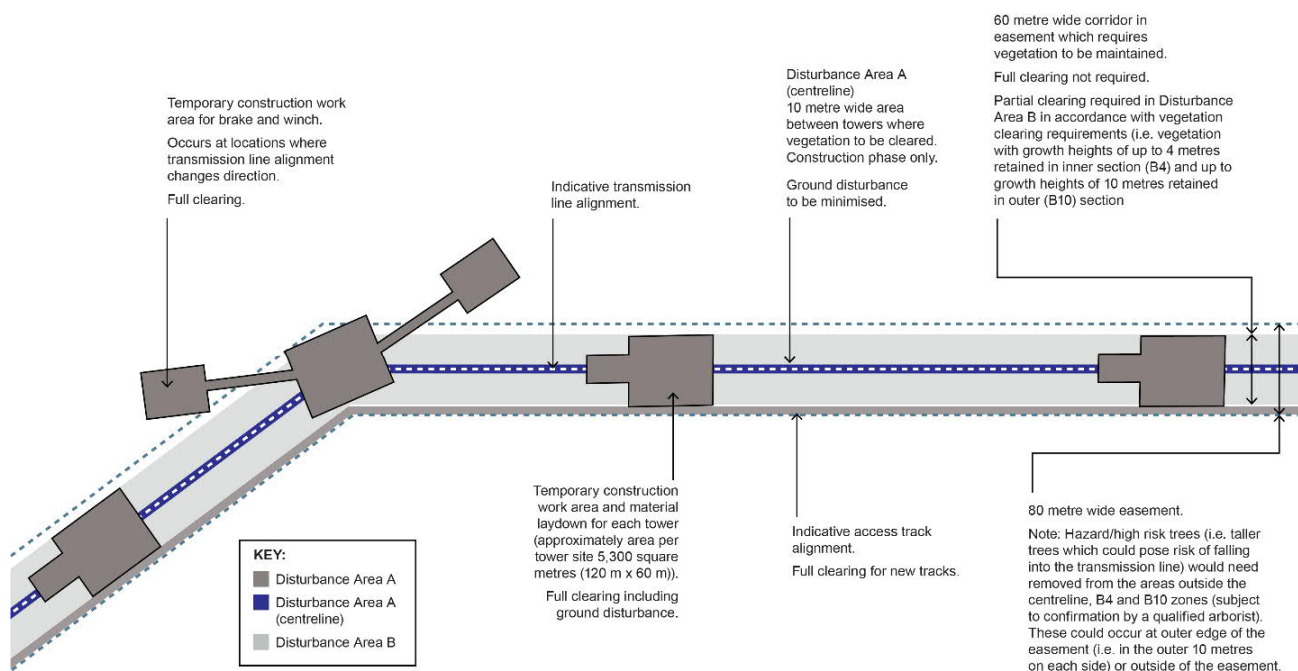 Temporary construction work
area for brake and winch.
Occurs at locations where
transmission line alignment
changes direction.
Full clearing.
Indicative transmission
line alignment.
Disturbance Area A
(centreline)
10 metre wide area
between towers where
vegetation to be cleared.
Construction phase only.
Ground disturbance
to be minimised.
60 metre wide corridor in
easement which requires
vegetation to be maintained.
Full clearing not required.
Partial clearing required in Disturbance
Area B in accordance with vegetation
clearing requirements (i.e. vegetation
with growth heights of up to 4 metres
retained in inner section (B4) and up to
growth heights of 10 metres retained
in outer (B10) section
KEY:
Disturbance Area A
Disturbance Area A
(centreline)
Disturbance Area B
Temporary construction
work area and material
laydown for each tower
(approximately area per
tower site 5,300 square
metres (120 m x 60 m)).
Full clearing including
ground disturbance.
Indicative access track
alignment.
Full clearing for new tracks.
80 metre wide easement.
Note: Hazard/high risk trees (i.e. taller
trees which could pose risk of falling
into the transmission line) would need
removed from the areas outside the
centreline, B4 and B10 zones (subject
to confirmation by a qualified arborist).
These could occur at outer edge of the
easement (i.e. in the outer 10 metres
on each side) or outside of the easement.